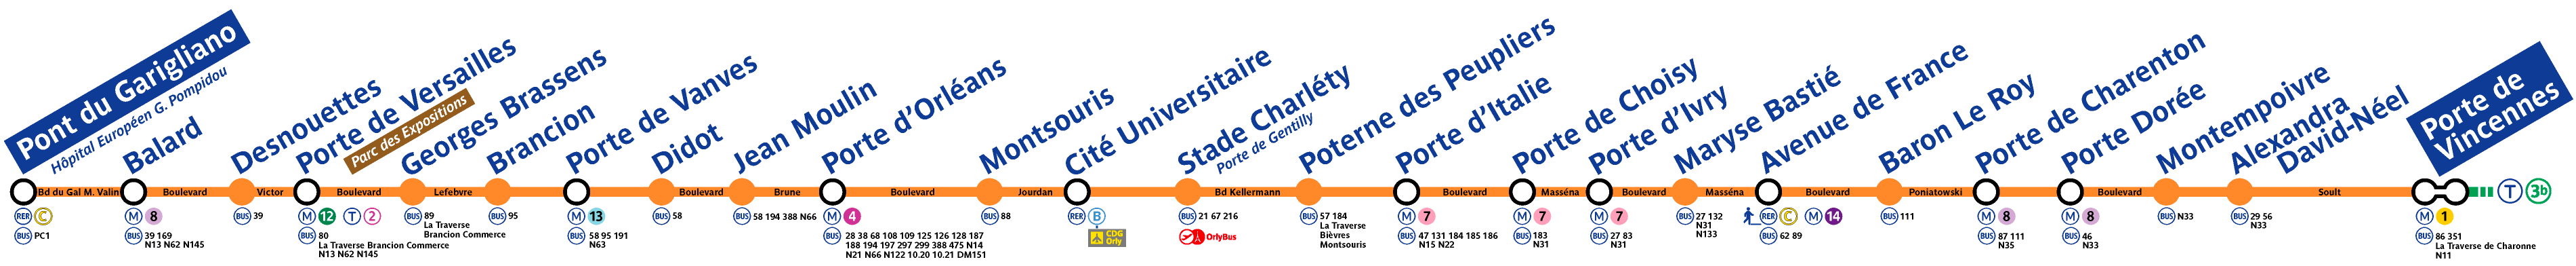 Pont du Garigliano
Hôpital Européen G. Pompidou
Balard
Desnouettes
Porte de Versailles
Parc des Expositions
Georges Brassens
Brancion
Porte de Vanves
Didot
Jean Moulin
Porte d'Orléans
Montsouris
Cité Universitaire
Stade Charléty
Porte de Gentilly
Poterne des Peupliers
Porte d'Italie
Porte de Choisy
Porte d'Ivry
Maryse Bastié
Avenue de France
Baron Le Roy
Porte de Charenton
Porte Dorée
Montempoivre
Alexandra
David-Néel
Porte de
Vincennes
Bd du Gal M. Valin Boulevard Victor Boulevard Lefebvre Boulevard Brune Boulevard Jourdan Bd Kellermann Boulevard Masséna Boulevard Masséna Boulevard Poniatowski Boulevard Soult T 3b
RER C
BUS PC1
M 8
BUS 39 169
N13 N62 N145
BUS 39
M 12 T 2
BUS 80
La Traverse Brancion Commerce
N13 N62 N145
BUS 89
La Traverse
Brancion Commerce
BUS 95
M 13
BUS 58 95 191
N63
BUS 58
BUS 58 194 388 N66
M 4
BUS 28 38 68 108 109 125 126 128 187
188 194 197 297 299 388 475 N14
N21 N66 N122 10.20 10.21 DM151
BUS 88
RER B
CDG
Orly
BUS 21 67 216
OrlyBus
BUS 57 184
La Traverse
Bièvres
Montsouris
M 7
BUS 47 131 184 185 186
N15 N22
M 7
BUS 183
N31
M 7
BUS 27 83
N31
BUS 27 132
N31
N133
RER C M 14
BUS 62 89
BUS 111
M 8
BUS 87 111
N35
M 8
BUS 46
N33
BUS N33
BUS 29 56
N33
M 1
BUS 86 351
La Traverse de Charonne
N11